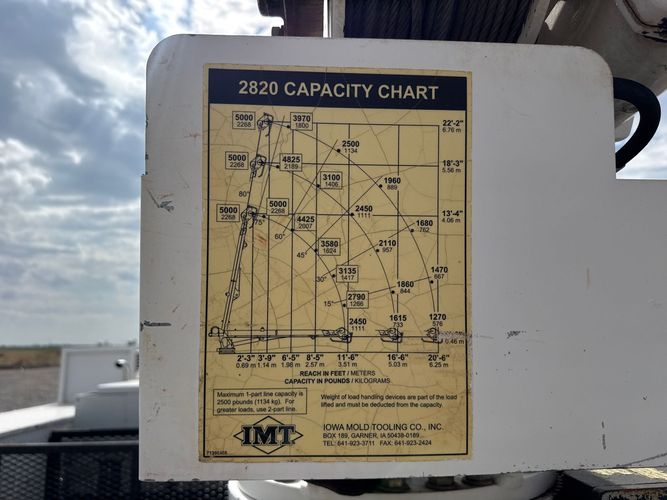 2820 CAPACITY CHART
5000
2268
3970
1800
22'-2"
6.76 m
2500
1134
5000
2268
4825
2189
18'-3"
5.56 m
3100
1406
1960
889
80°
5000
2268
5000
2268
2450
1111
13'-4"
4.06 m
75°
4425
2007
1680
762
60°
3580
1624
2110
957
45°
3135
1417
1470
667
30°
2790
1266
1860
844
15°
2450
1111
1615
733
1270
576
0.46 m
2'-3" 3'-9" 6'-5" 8'-5" 11'-6" 16'-6" 20'-6"
0.69 m 1.14 m 1.98 m 2.57 m 3.51 m 5.03 m 6.25 m
REACH IN FEET / METERS
CAPACITY IN POUNDS / KILOGRAMS
Maximum 1-part line capacity is
2500 pounds (1134 kg). For
greater loads, use 2-part line.
Weight of load handling devices are part of the load
lifted and must be deducted from the capacity.
IMT
IOWA MOLD TOOLING CO., INC.
BOX 189, GARNER, IA 50438-0189
TEL: 641-923-3711 FAX: 641-923-2424